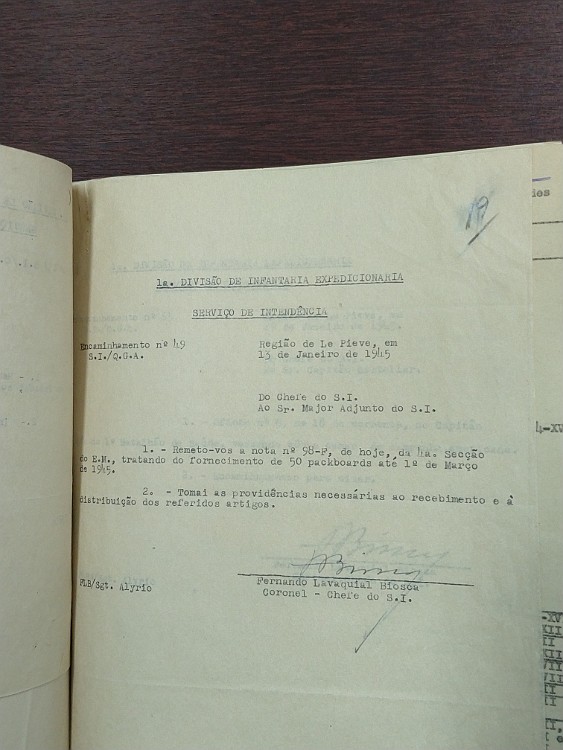 19
1a. DIVISÃO DE INFANTARIA EXPEDICIONARIA
SERVIÇO DE INTENDÊNCIA
Encaminhamento nº 49
S.I./Q.G.A.
Região de Le Pieve, em
13 de Janeiro de 1945
Do Chefe do S.I.
Ao Sr. Major Adjunto do S.I.
1. - Remeto-vos a nota nº 98-P, de hoje, da 4a. Secção
do E.M., tratando do fornecimento de 50 packboards até 1º de Março
de 1945.
2. - Tomai as providências necessárias ao recebimento e à
distribuição dos referidos artigos.
FLB/Sgt. Alyrio
Fernando Lavaquial Biosca
Coronel - Chefe do S.I.